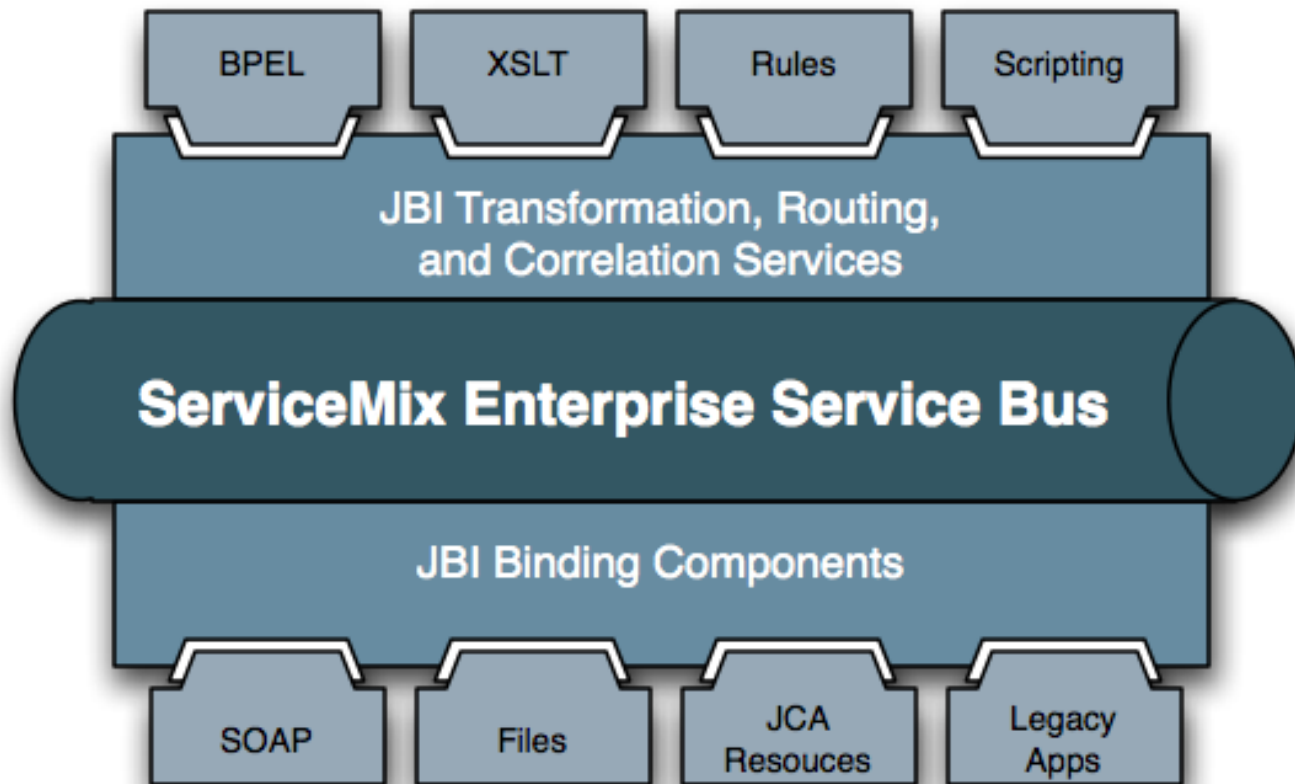 BPEL
XSLT
Rules
Scripting
JBI Transformation, Routing,
and Correlation Services
ServiceMix Enterprise Service Bus
JBI Binding Components
SOAP
Files
JCA
Resouces
Legacy
Apps